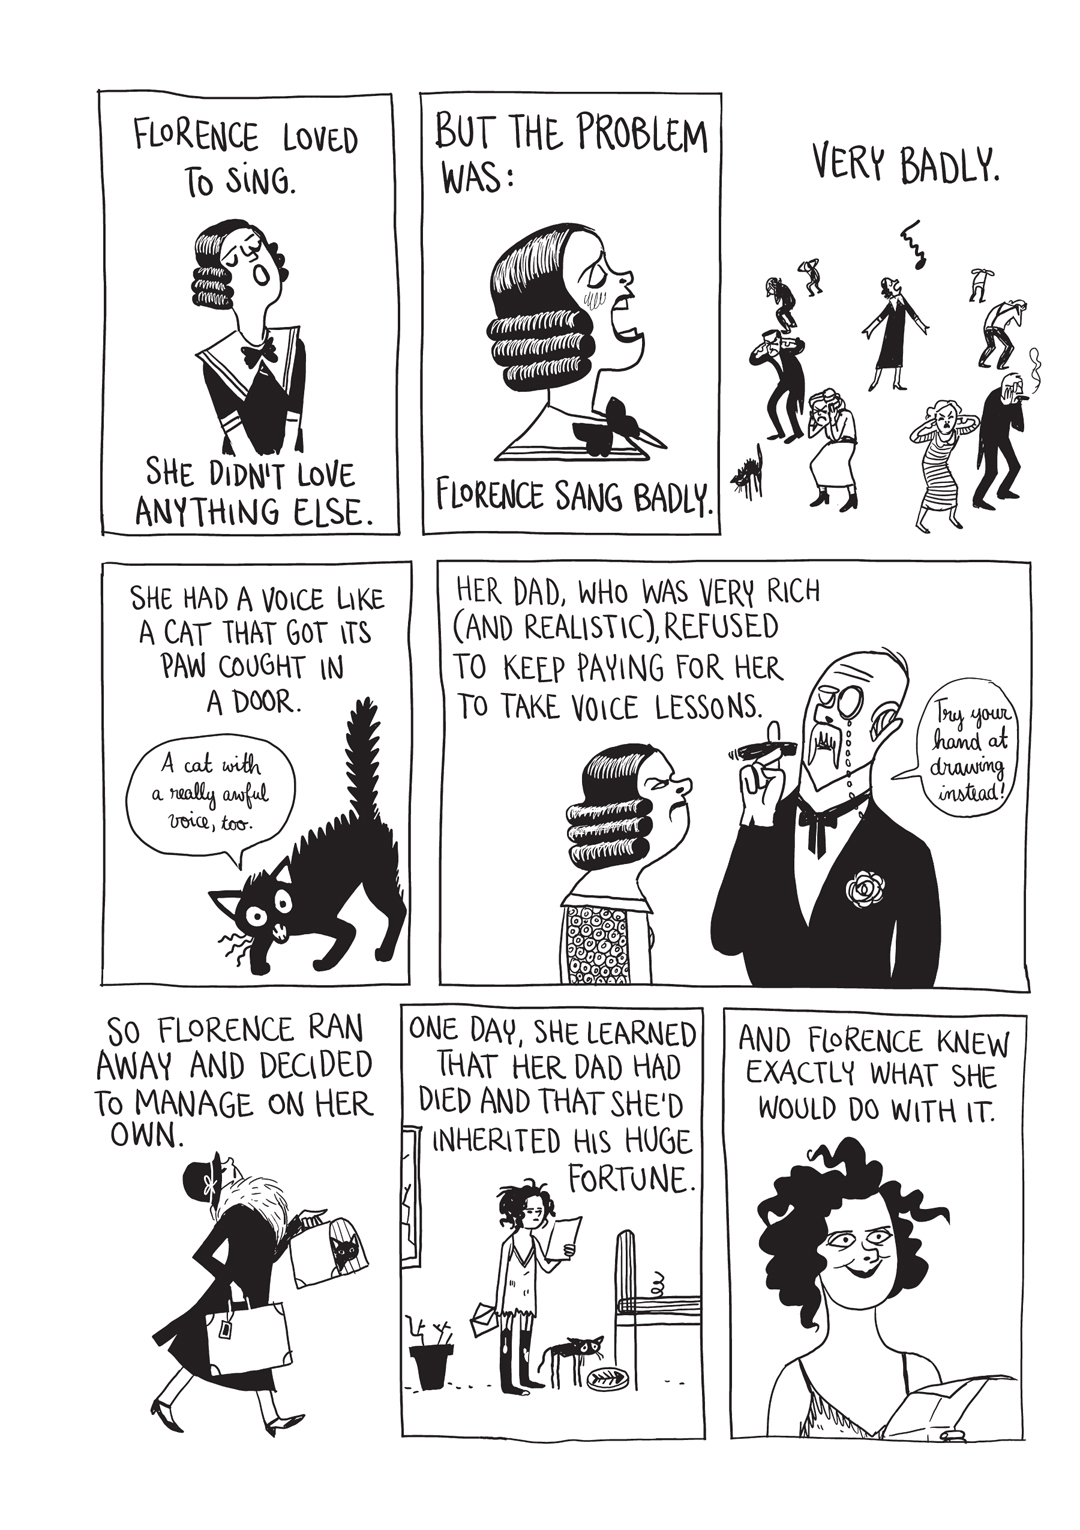 FLORENCE LOVED
TO SING.
SHE DIDN'T LOVE
ANYTHING ELSE.
BUT THE PROBLEM
WAS:
FLORENCE SANG BADLY.
VERY BADLY.
SHE HAD A VOICE LIKE
A CAT THAT GOT ITS
PAW COUGHT IN
A DOOR.
A cat with
a really awful
voice, too.
HER DAD, WHO WAS VERY RICH
(AND REALISTIC), REFUSED
TO KEEP PAYING FOR HER
TO TAKE VOICE LESSONS.
Try your
hand at
drawing
instead!
SO FLORENCE RAN
AWAY AND DECIDED
TO MANAGE ON HER
OWN.
ONE DAY, SHE LEARNED
THAT HER DAD HAD
DIED AND THAT SHE'D
INHERITED HIS HUGE
FORTUNE.
AND FLORENCE KNEW
EXACTLY WHAT SHE
WOULD DO WITH IT.